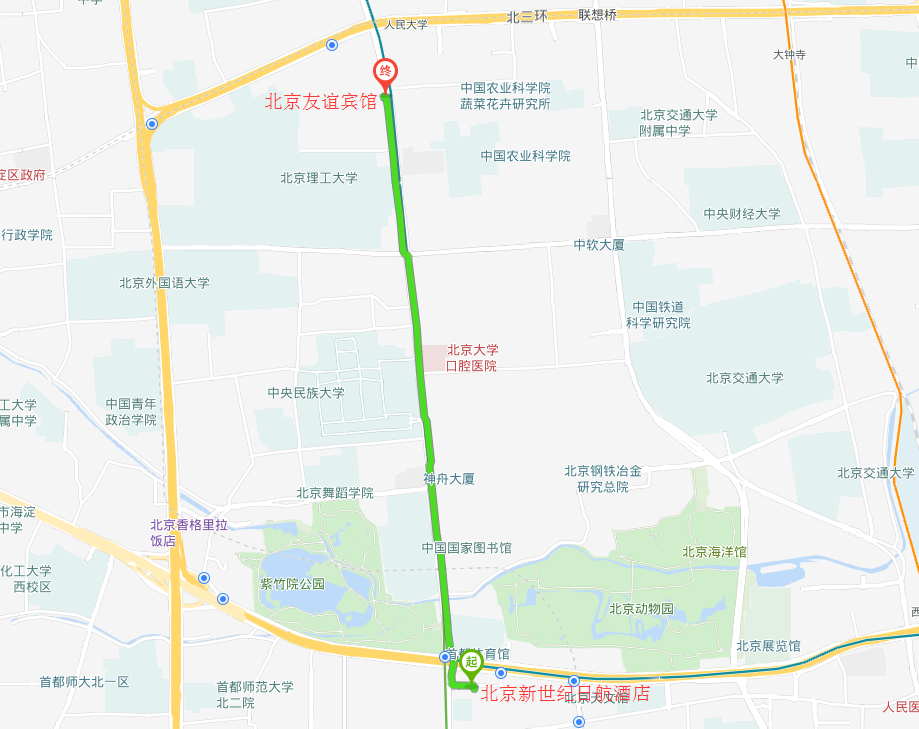 人民大学
北三环
联想桥
大钟寺
终
北京友谊宾馆
中国农业科学院
蔬菜花卉研究所
北京交通大学
附属中学
中国农业科学院
淀区政府
北京理工大学
中央财经大学
行政学院
中软大厦
北京外国语大学
中国铁道
科学研究院
北京大学
口腔医院
北京交通大学
中央民族大学
工大学
属中学
中国青年
政治学院
北京钢铁冶金
研究总院
北京交通大学
神舟大厦
北京舞蹈学院
市海淀
中学
北京香格里拉
饭店
中国国家图书馆
北京海洋馆
化工大学
西校区
紫竹院公园
北京动物园
北京展览馆
首都体育馆
起
北京新世纪日航酒店
北京天文馆
首都师大北一区
首都师范大学
北二院
人民医